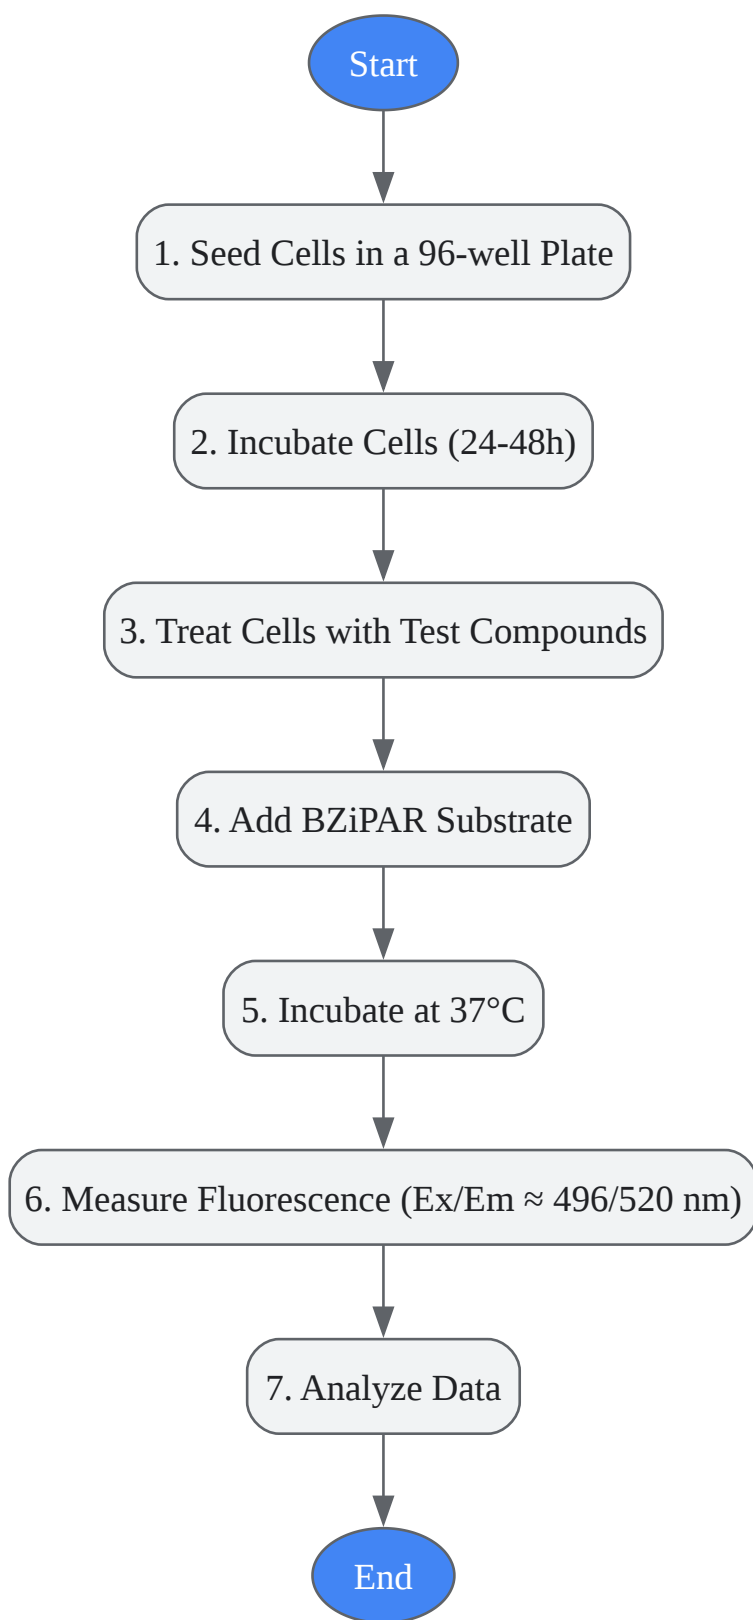 Start
1. Seed Cells in a 96-well Plate
2. Incubate Cells (24-48h)
3. Treat Cells with Test Compounds
4. Add BZiPAR Substrate
5. Incubate at 37°C
6. Measure Fluorescence (Ex/Em ≈ 496/520 nm)
7. Analyze Data
End